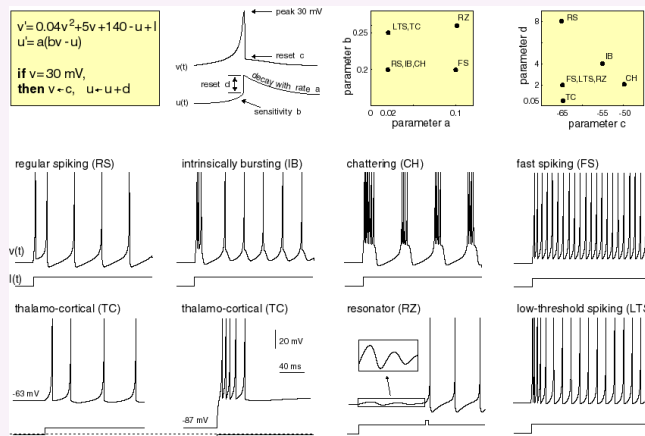 v'= 0.04v²+5v+140 -u+I
u'= a(bv - u)
if v= 30 mV,
then v←c, u←u+d
peak 30 mV
reset c
v(t)
reset d
decay with rate a
u(t)
sensitivity b
parameter b
0.25
0.2
LTS,TC
RZ
RS,IB,CH
FS
0.02
0.1
parameter a
parameter d
8
4
2
0.05
RS
IB
FS,LTS,RZ
CH
TC
-65
-55
-50
parameter c
regular spiking (RS)
intrinsically bursting (IB)
chattering (CH)
fast spiking (FS)
v(t)
I(t)
thalamo-cortical (TC)
thalamo-cortical (TC)
resonator (RZ)
low-threshold spiking (LTS
20 mV
40 ms
-63 mV
-87 mV